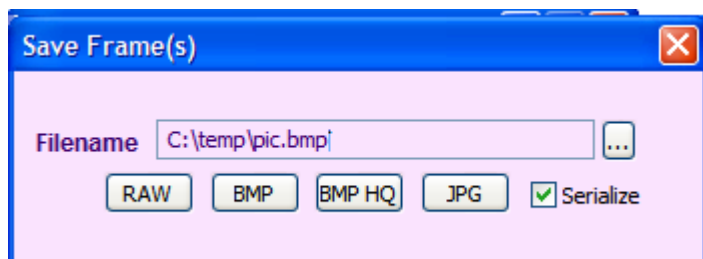 Save Frame(s)
Filename C:\temp\pic.bmp ...
RAW BMP BMP HQ JPG Serialize